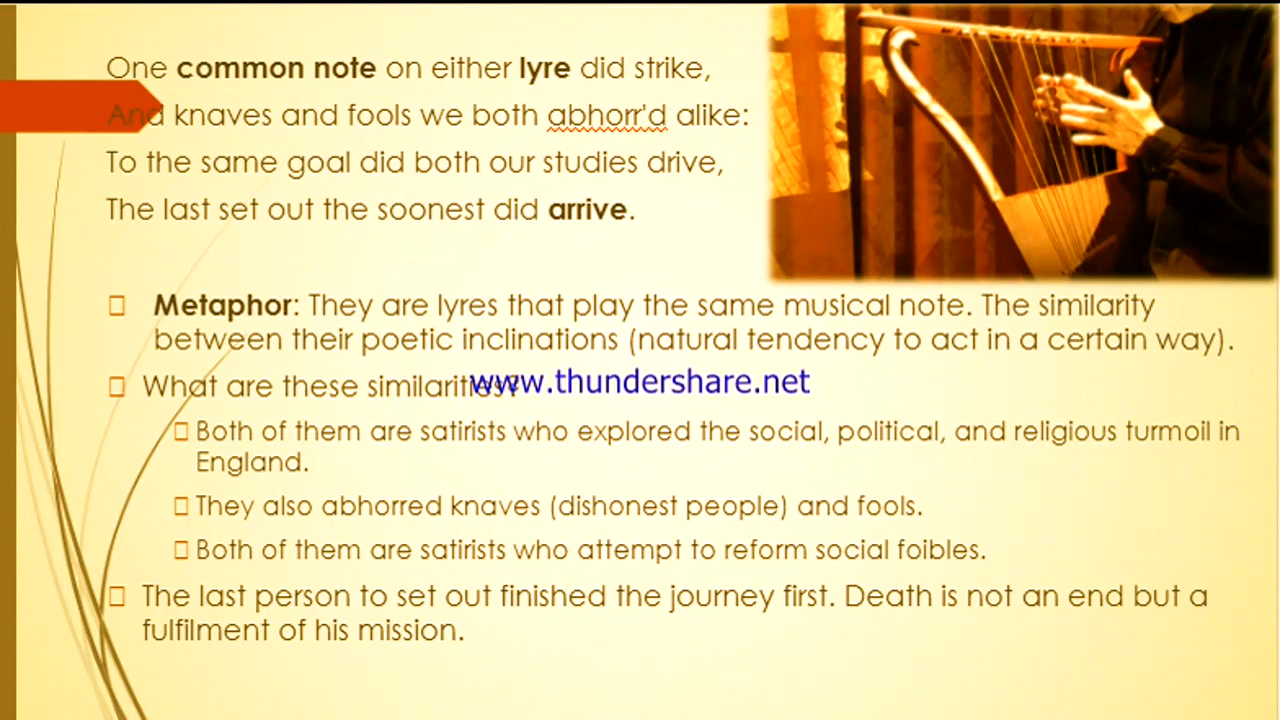 One common note on either lyre did strike,
And knaves and fools we both abhorr'd alike:
To the same goal did both our studies drive,
The last set out the soonest did arrive.
Metaphor: They are lyres that play the same musical note. The similarity
between their poetic inclinations (natural tendency to act in a certain way).
What are these similarities?
www.thundershare.net
Both of them are satirists who explored the social, political, and religious turmoil in
England.
They also abhorred knaves (dishonest people) and fools.
Both of them are satirists who attempt to reform social foibles.
The last person to set out finished the journey first. Death is not an end but a
fulfilment of his mission.